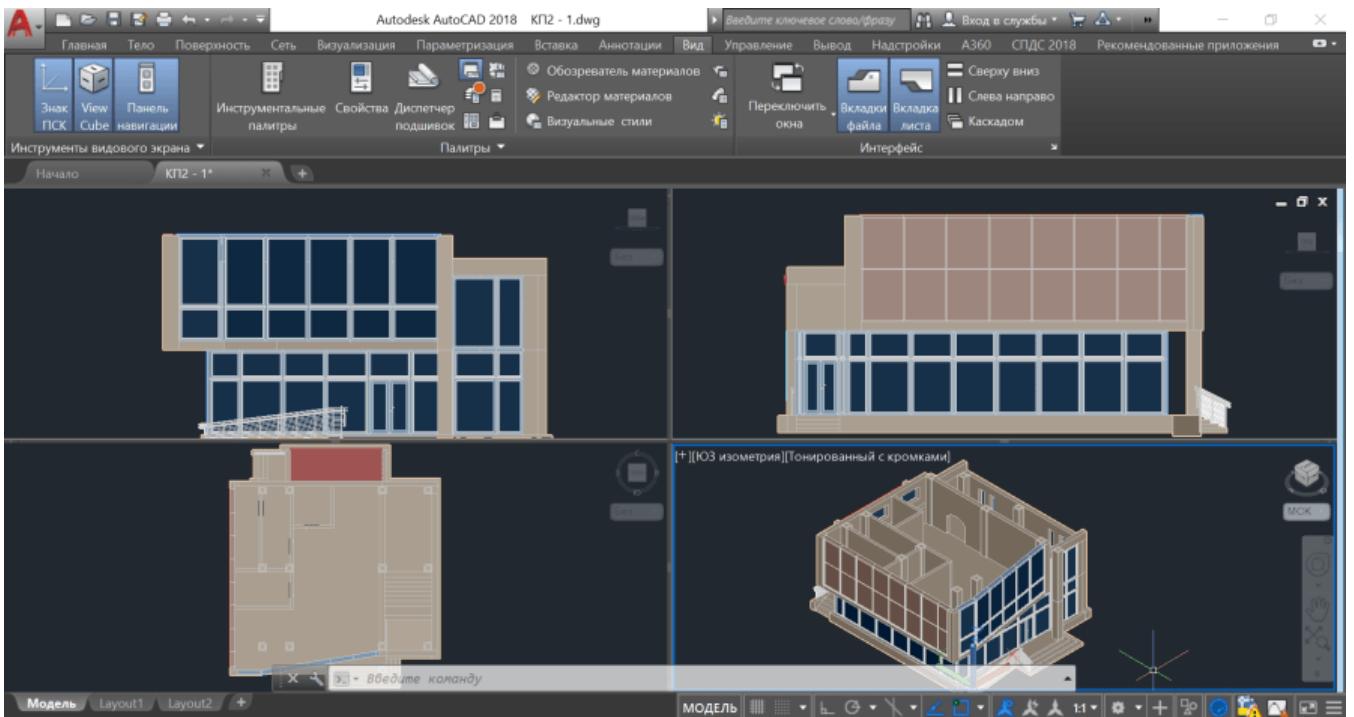 Autodesk AutoCAD 2018 КП2 - 1.dwg Введите ключевое слово/фразу Вход в службы
Главная Тело Поверхность Сеть Визуализация Параметризация Вставка Аннотации Вид Управление Вывод Надстройки A360 СПДС 2018 Рекомендованные приложения
Знак ПСК
View Cube
Панель навигации
Инструментальные палитры
Свойства
Диспетчер подшивок
Обозреватель материалов
Редактор материалов
Визуальные стили
Переключить окна
Вкладки файла
Вкладка листа
Сверху вниз
Слева направо
Каскадом
Инструменты видового экрана Палитры Интерфейс
Начало КП2 - 1* +
Без
Без
[+][ЮЗ изометрия][Тонированный с кромками]
Без
МСК
Введите команду
Модель Layout1 Layout2 + МОДЕЛЬ 1:1